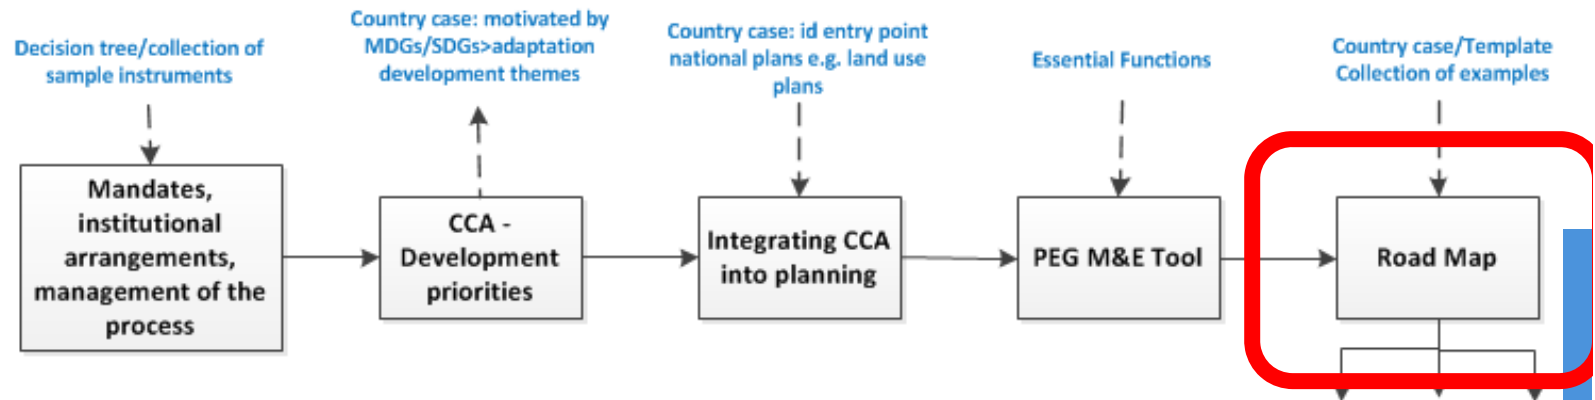 Decision tree/collection of
sample instruments
Country case: motivated by
MDGs/SDGs>adaptation
development themes
Country case: id entry point
national plans e.g. land use
plans
Essential Functions
Country case/Template
Collection of examples
Mandates,
institutional
arrangements,
management of the
process
CCA -
Development
priorities
Integrating CCA
into planning
PEG M&E Tool
Road Map